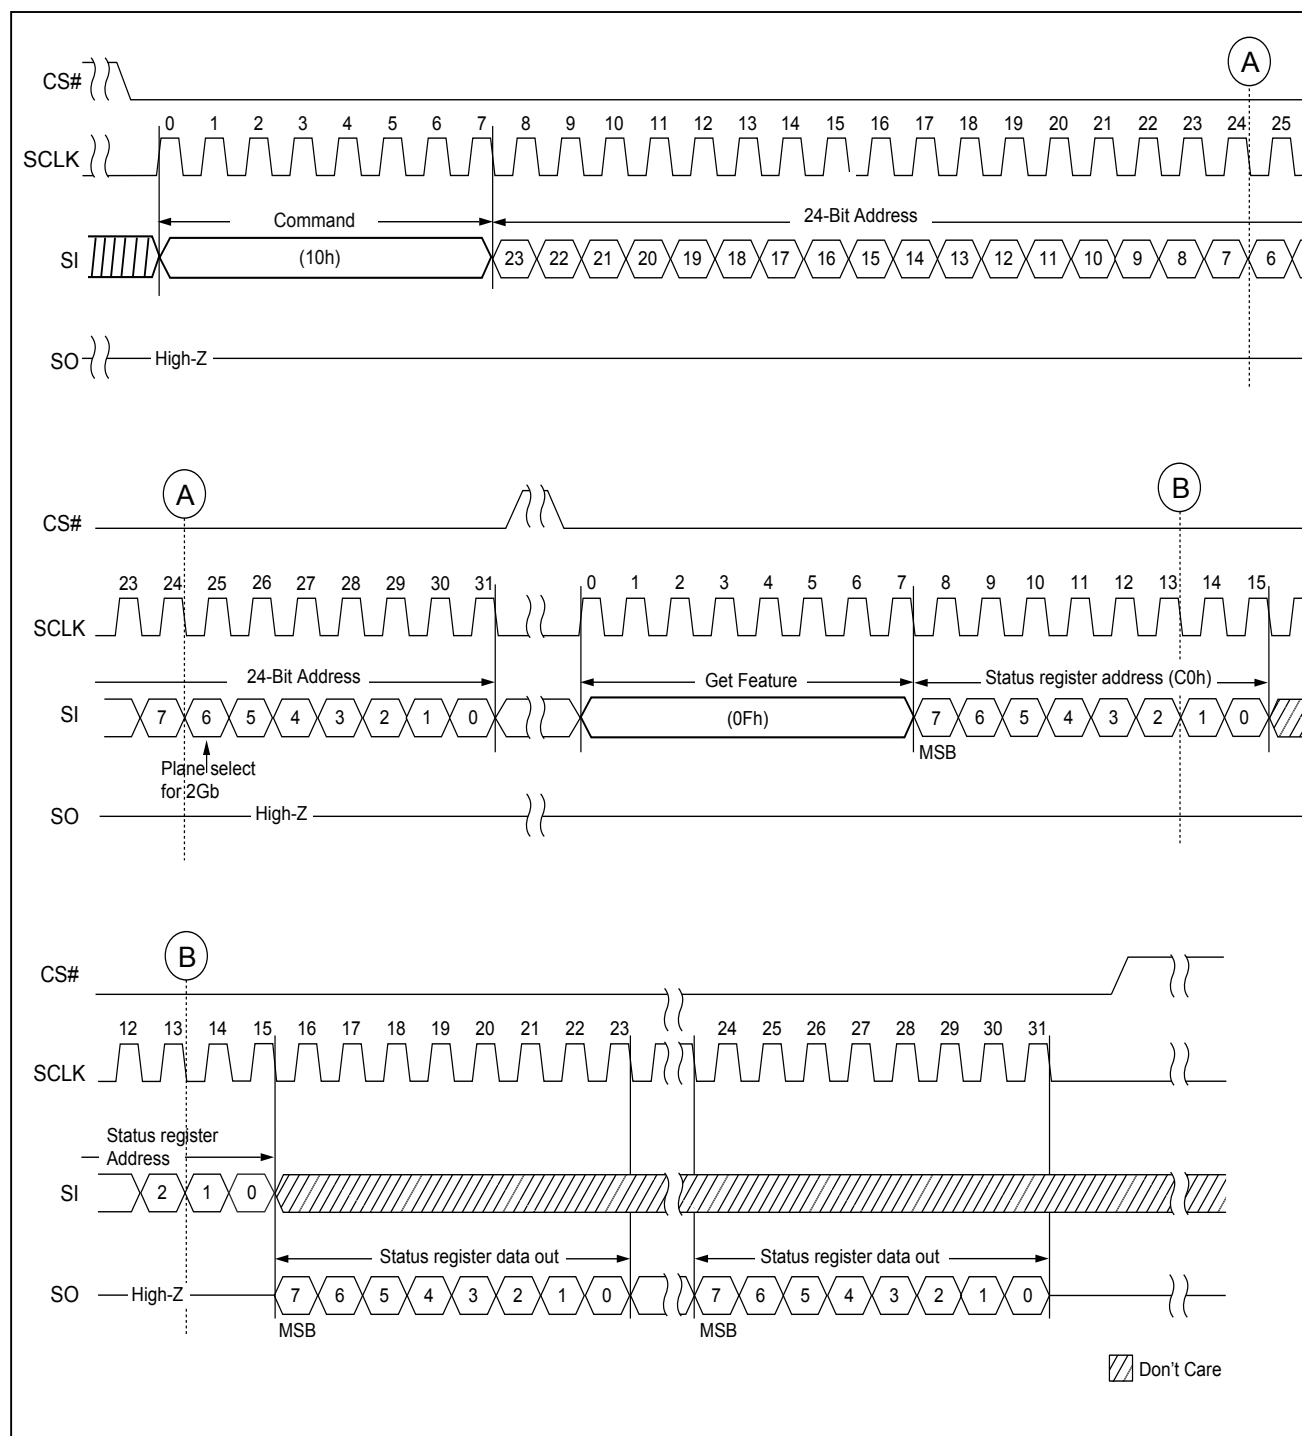 A
CS#
0 1 2 3 4 5 6 7 8 9 10 11 12 13 14 15 16 17 18 19 20 21 22 23 24 25
SCLK
Command 24-Bit Address
SI (10h) 23 22 21 20 19 18 17 16 15 14 13 12 11 10 9 8 7 6
SO High-Z
A B
CS#
23 24 25 26 27 28 29 30 31 0 1 2 3 4 5 6 7 8 9 10 11 12 13 14 15
SCLK
24-Bit Address Get Feature Status register address (C0h)
SI 7 6 5 4 3 2 1 0 (0Fh) 7 6 5 4 3 2 1 0
MSB
Plane select
for 2Gb
SO High-Z
B
CS#
12 13 14 15 16 17 18 19 20 21 22 23 24 25 26 27 28 29 30 31
SCLK
Status register
Address
SI 2 1 0
Status register data out Status register data out
SO High-Z 7 6 5 4 3 2 1 0 7 6 5 4 3 2 1 0
MSB MSB
Don't Care